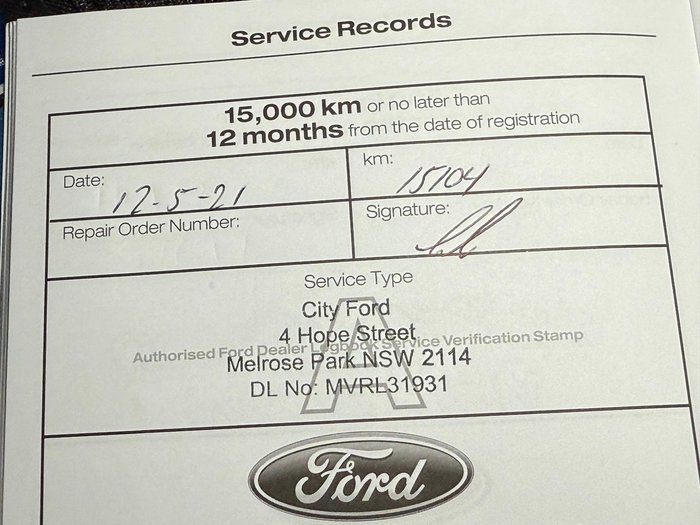 Service Records
15,000 km or no later than
12 months from the date of registration
Date:
12-5-21
km:
15104
Repair Order Number:
Signature:
Service Type
A
City Ford
4 Hope Street
Authorised Ford Dealer Logbook Service Verification Stamp
Melrose Park NSW 2114
DL No: MVRL31931
Ford